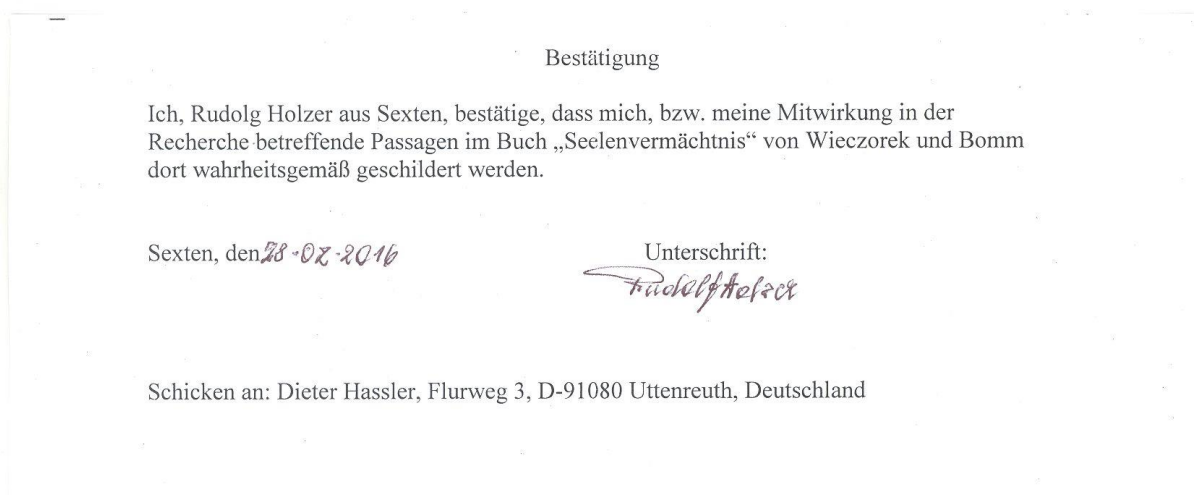 Bestätigung
Ich, Rudolg Holzer aus Sexten, bestätige, dass mich, bzw. meine Mitwirkung in der
Recherche betreffende Passagen im Buch „Seelenvermächtnis“ von Wieczorek und Bomm
dort wahrheitsgemäß geschildert werden.
Sexten, den 28-02-2016 Unterschrift:
Rudolf Holzer
Schicken an: Dieter Hassler, Flurweg 3, D-91080 Uttenreuth, Deutschland